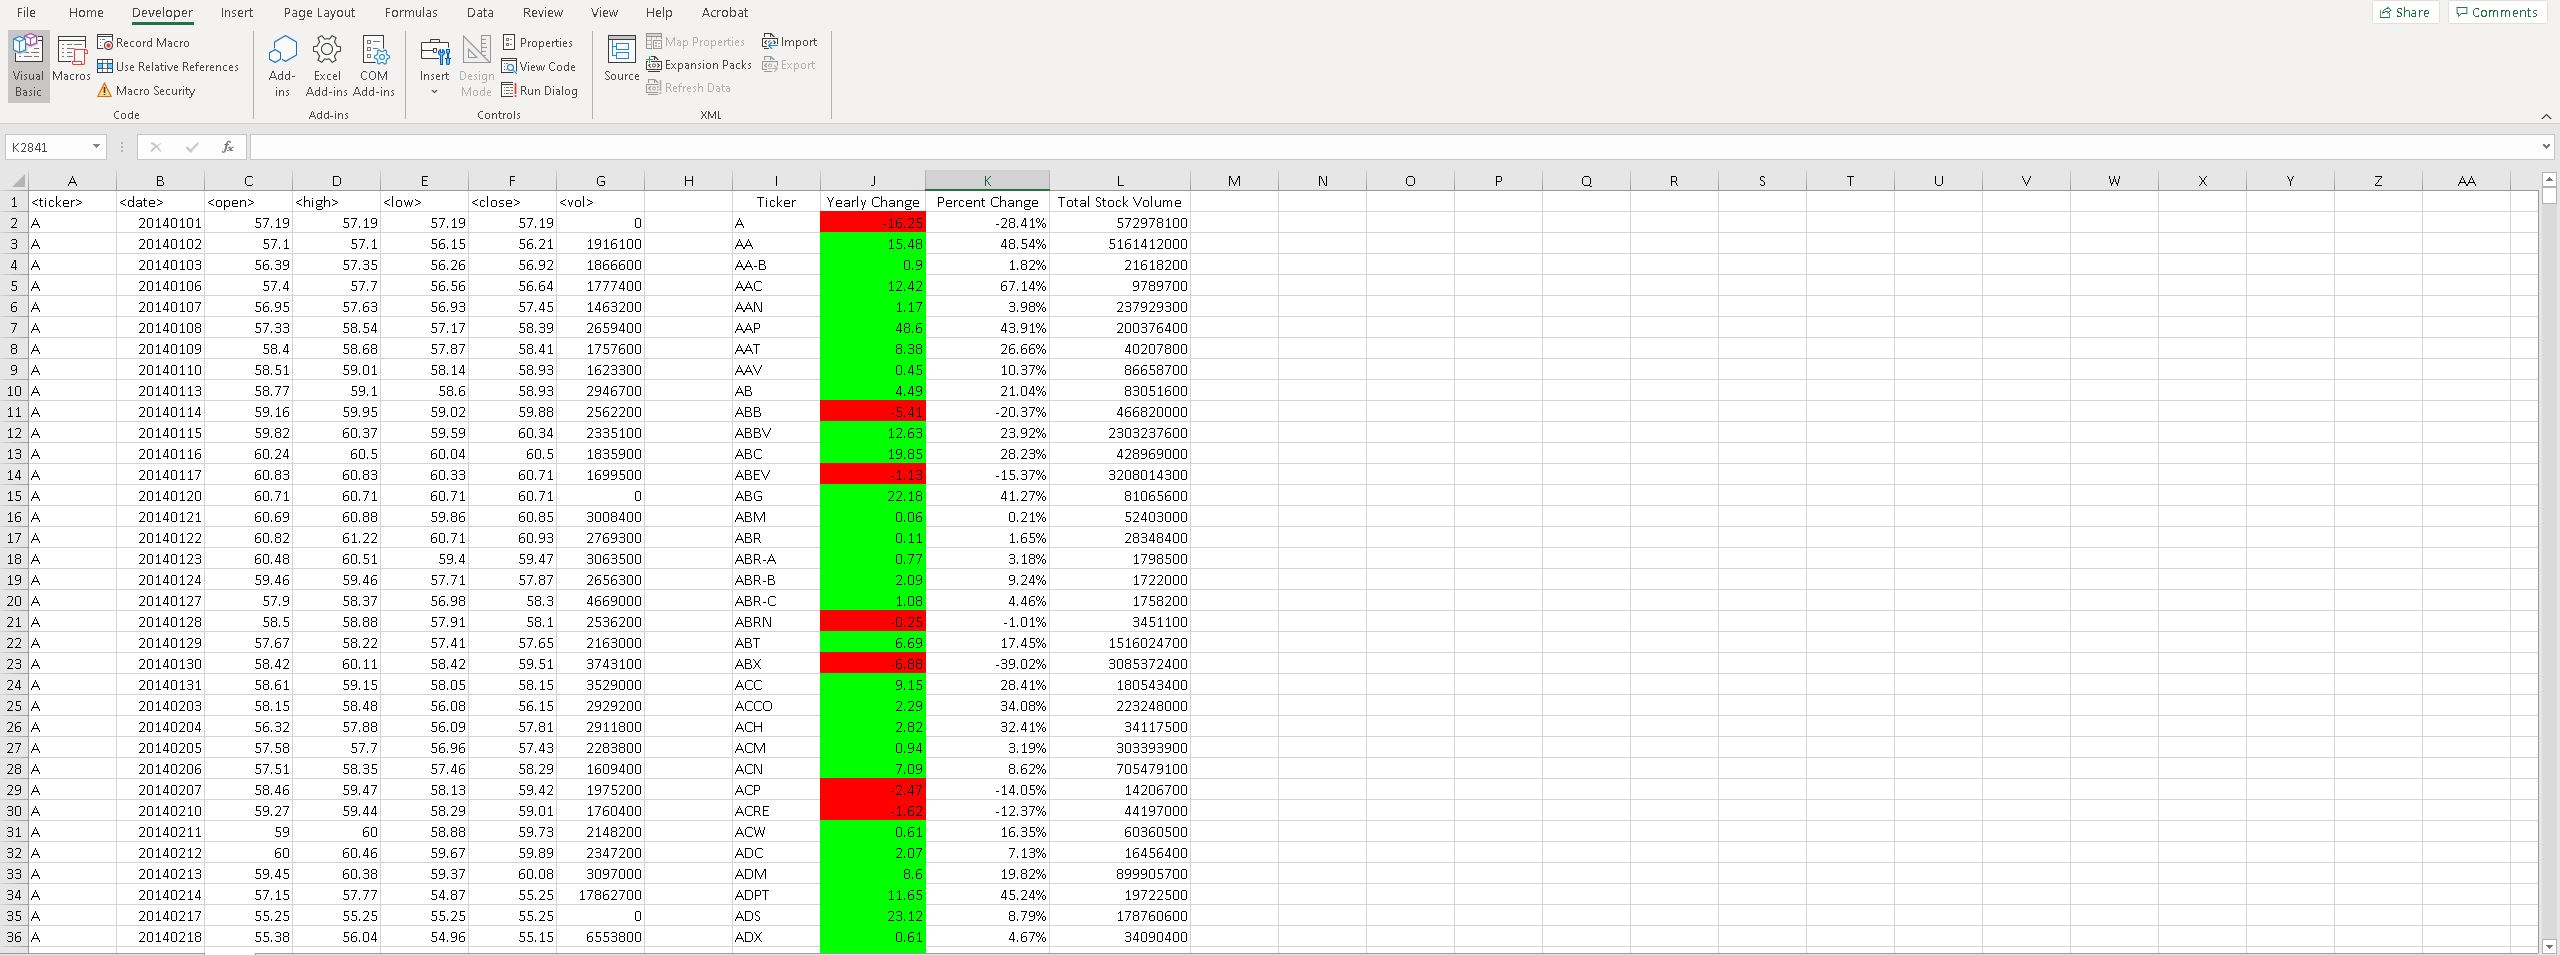 File Home Developer Insert Page Layout Formulas Data Review View Help Acrobat Share Comments
Visual Basic Macros Record Macro Use Relative References Macro Security Add-ins Excel Add-ins COM Add-ins Insert Design Mode Properties View Code Run Dialog Source Map Properties Expansion Packs Refresh Data Import Export
Code Add-ins Controls XML
K2841 fx
A B C D E F G H I J K L M N O P Q R S T U V W X Y Z AA
1 <ticker> <date> <open> <high> <low> <close> <vol> Ticker Yearly Change Percent Change Total Stock Volume
2 A 20140101 57.19 57.19 57.19 57.19 0 A -16.25 -28.41% 572978100
3 A 20140102 57.1 57.1 56.15 56.21 1916100 AA 15.48 48.54% 5161412000
4 A 20140103 56.39 57.35 56.26 56.92 1866600 AA-B 0.9 1.82% 21618200
5 A 20140106 57.4 57.7 56.56 56.64 1777400 AAC 12.42 67.14% 9789700
6 A 20140107 56.95 57.63 56.93 57.45 1463200 AAN 1.17 3.98% 237929300
7 A 20140108 57.33 58.54 57.17 58.39 2659400 AAP 48.6 43.91% 200376400
8 A 20140109 58.4 58.68 57.87 58.41 1757600 AAT 8.38 26.66% 40207800
9 A 20140110 58.51 59.01 58.14 58.93 1623300 AAV 0.45 10.37% 86658700
10 A 20140113 58.77 59.1 58.6 58.93 2946700 AB 4.49 21.04% 83051600
11 A 20140114 59.16 59.95 59.02 59.88 2562200 ABB -5.41 -20.37% 466820000
12 A 20140115 59.82 60.37 59.59 60.34 2335100 ABBV 12.63 23.92% 2303237600
13 A 20140116 60.24 60.5 60.04 60.5 1835900 ABC 19.85 28.23% 428969000
14 A 20140117 60.83 60.83 60.33 60.71 1699500 ABEV -1.13 -15.37% 3208014300
15 A 20140120 60.71 60.71 60.71 60.71 0 ABG 22.18 41.27% 81065600
16 A 20140121 60.69 60.88 59.86 60.85 3008400 ABM 0.06 0.21% 52403000
17 A 20140122 60.82 61.22 60.71 60.93 2769300 ABR 0.11 1.65% 28348400
18 A 20140123 60.48 60.51 59.4 59.47 3063500 ABR-A 0.77 3.18% 1798500
19 A 20140124 59.46 59.46 57.71 57.87 2656300 ABR-B 2.09 9.24% 1722000
20 A 20140127 57.9 58.37 56.98 58.3 4669000 ABR-C 1.08 4.46% 1758200
21 A 20140128 58.5 58.88 57.91 58.1 2536200 ABRN -0.25 -1.01% 3451100
22 A 20140129 57.67 58.22 57.41 57.65 2163000 ABT 6.69 17.45% 1516024700
23 A 20140130 58.42 60.11 58.42 59.51 3743100 ABX -6.88 -39.02% 3085372400
24 A 20140131 58.61 59.15 58.05 58.15 3529000 ACC 9.15 28.41% 180543400
25 A 20140203 58.15 58.48 56.08 56.15 2929200 ACCO 2.29 34.08% 223248000
26 A 20140204 56.32 57.88 56.09 57.81 2911800 ACH 2.82 32.41% 34117500
27 A 20140205 57.58 57.7 56.96 57.43 2283800 ACM 0.94 3.19% 303393900
28 A 20140206 57.51 58.35 57.46 58.29 1609400 ACN 7.09 8.62% 705479100
29 A 20140207 58.46 59.47 58.13 59.42 1975200 ACP -2.47 -14.05% 14206700
30 A 20140210 59.27 59.44 58.29 59.01 1760400 ACRE -1.62 -12.37% 44197000
31 A 20140211 59 60 58.88 59.73 2148200 ACW 0.61 16.35% 60360500
32 A 20140212 60 60.46 59.67 59.89 2347200 ADC 2.07 7.13% 16456400
33 A 20140213 59.45 60.38 59.37 60.08 3097000 ADM 8.6 19.82% 899905700
34 A 20140214 57.15 57.77 54.87 55.25 17862700 ADPT 11.65 45.24% 19722500
35 A 20140217 55.25 55.25 55.25 55.25 0 ADS 23.12 8.79% 178760600
36 A 20140218 55.38 56.04 54.96 55.15 6553800 ADX 0.61 4.67% 34090400